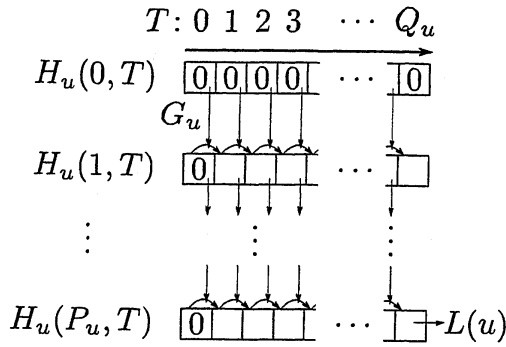 T: 0 1 2 3 ⋯ Q_u
H_u(0, T) 0 0 0 0 ⋯ 0
G_u
H_u(1, T) 0 ⋯
⋮ ⋮ ⋮
H_u(P_u, T) 0 ⋯ L(u)